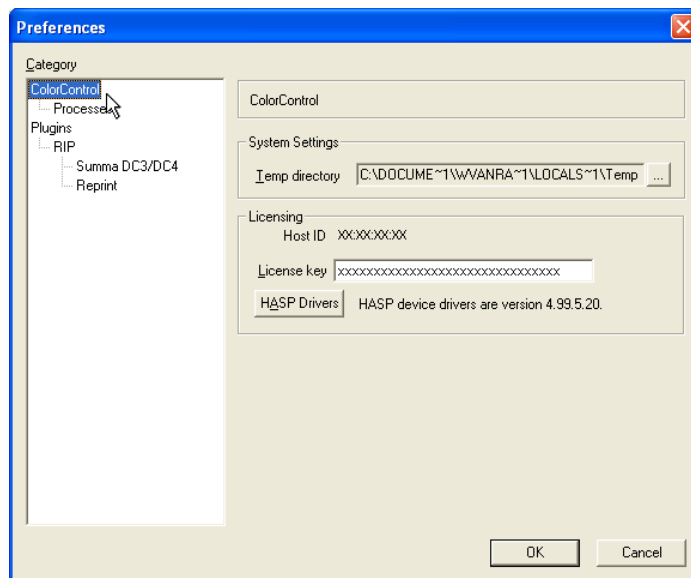 Preferences
Category
ColorControl
Processes
Plugins
RIP
Summa DC3/DC4
Reprint
ColorControl
System Settings
Temp directory C:\DOCUME~1\WVANRA~1\LOCALS~1\Temp ...
Licensing
Host ID XX:XX:XX:XX
License key xxxxxxxxxxxxxxxxxxxxxxxxxxxxxxxx
HASP Drivers HASP device drivers are version 4.99.5.20.
OK Cancel